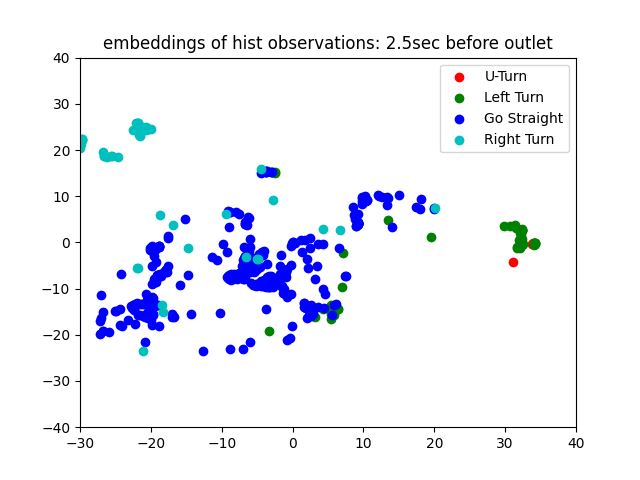 embeddings of hist observations: 2.5sec before outlet
U-Turn
Left Turn
Go Straight
Right Turn
40
30
20
10
0
−10
−20
−30
−40
−30 −20 −10 0 10 20 30 40